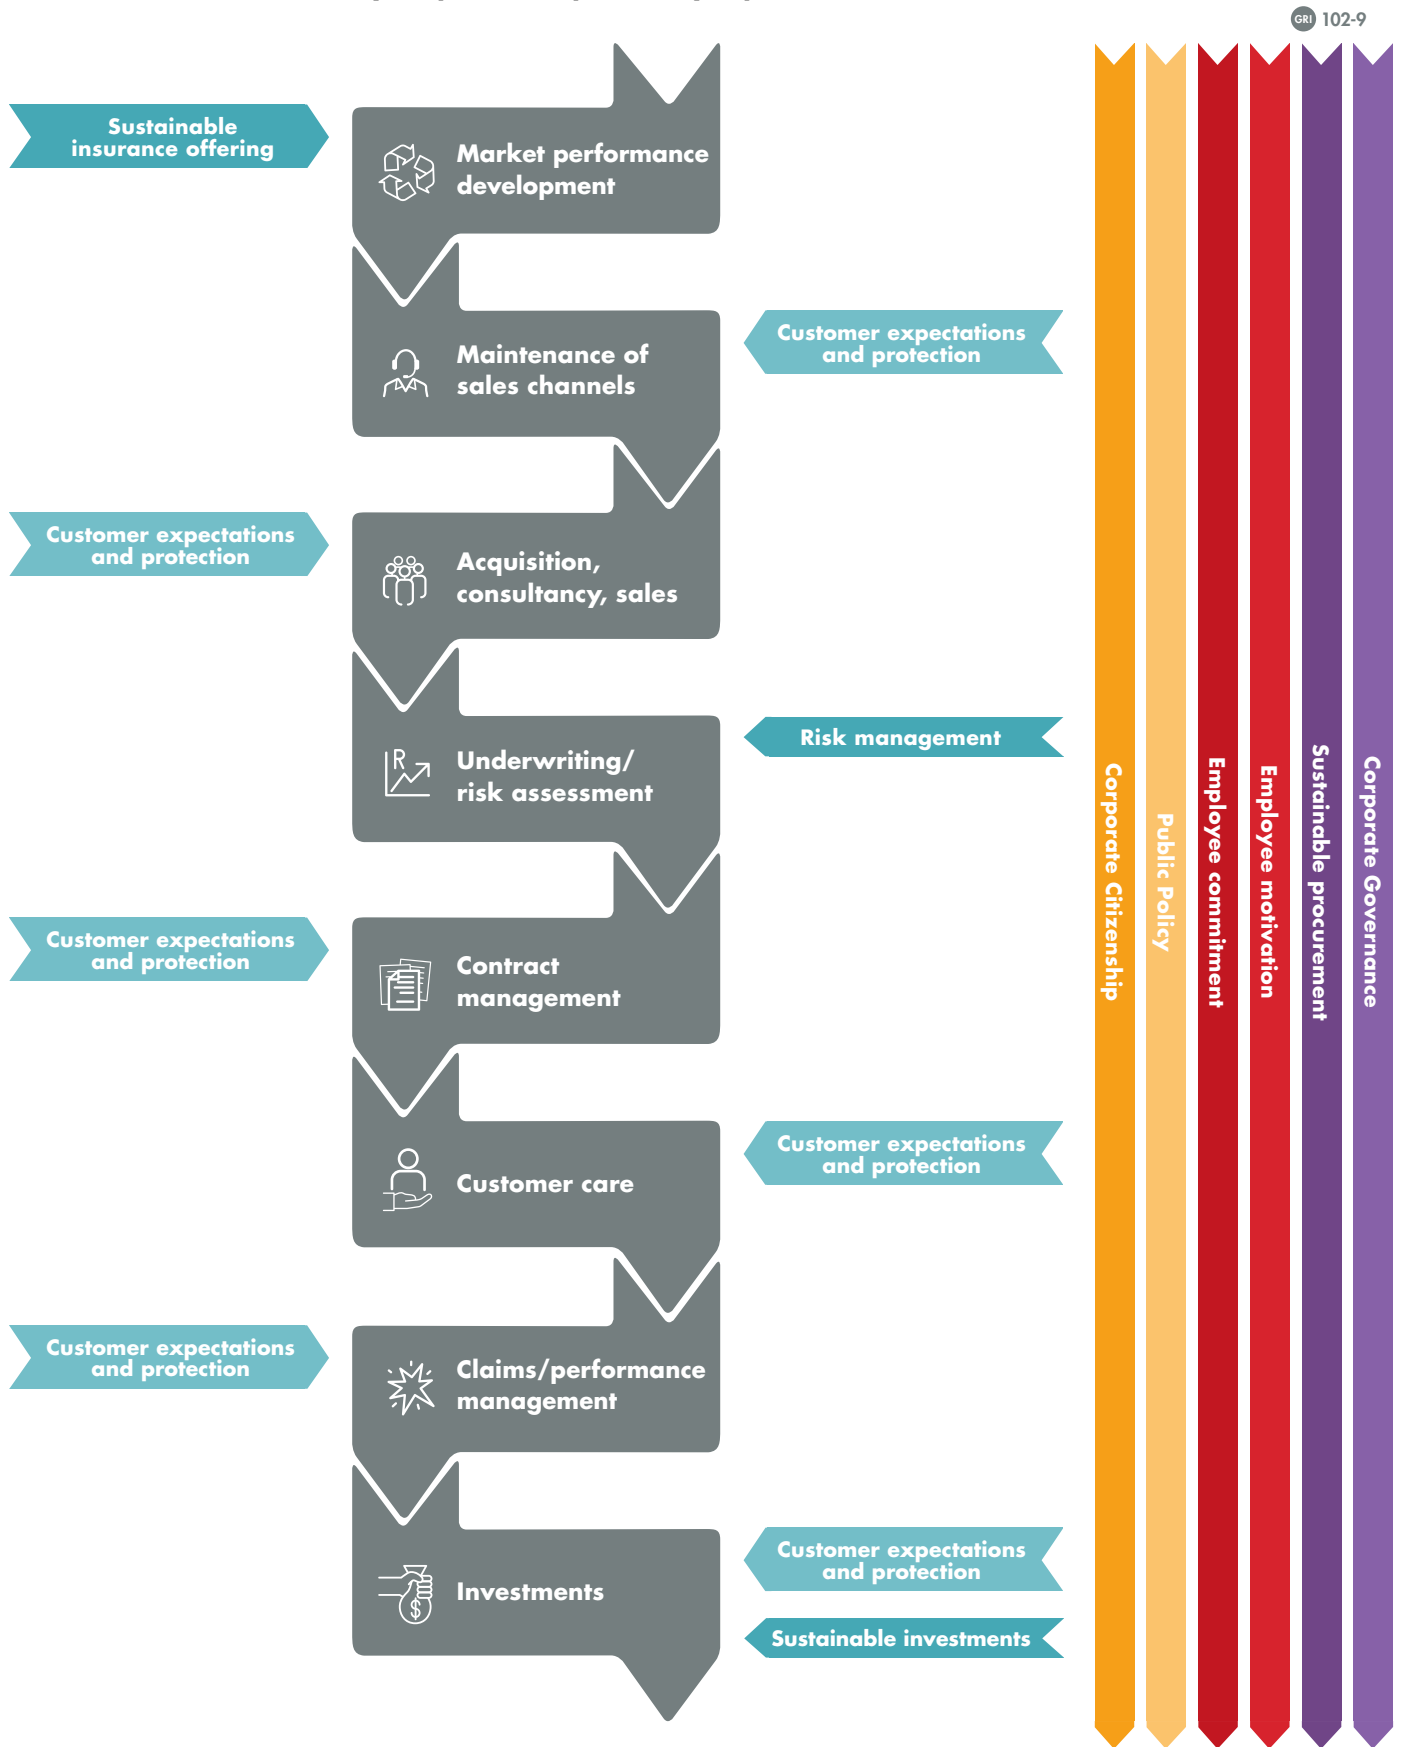 GRI 102-9
Sustainable
insurance offering
Market performance
development
Maintenance of
sales channels
Customer expectations
and protection
Customer expectations
and protection
Acquisition,
consultancy, sales
R
Underwriting/
risk assessment
Risk management
Customer expectations
and protection
Contract
management
Customer care
Customer expectations
and protection
Customer expectations
and protection
Claims/performance
management
$
Investments
Customer expectations
and protection
Sustainable investments
Corporate Citizenship
Public Policy
Employee commitment
Employee motivation
Sustainable procurement
Corporate Governance